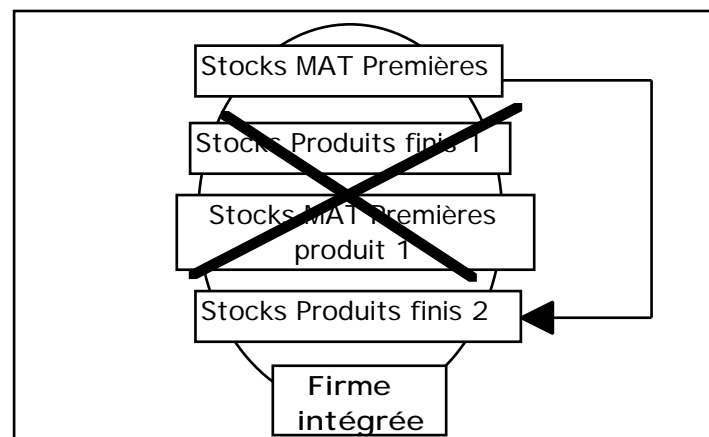 Stocks MAT Premières
Stocks Produits finis 1
Stocks MAT Premières
produit 1
Stocks Produits finis 2
Firme
intégrée